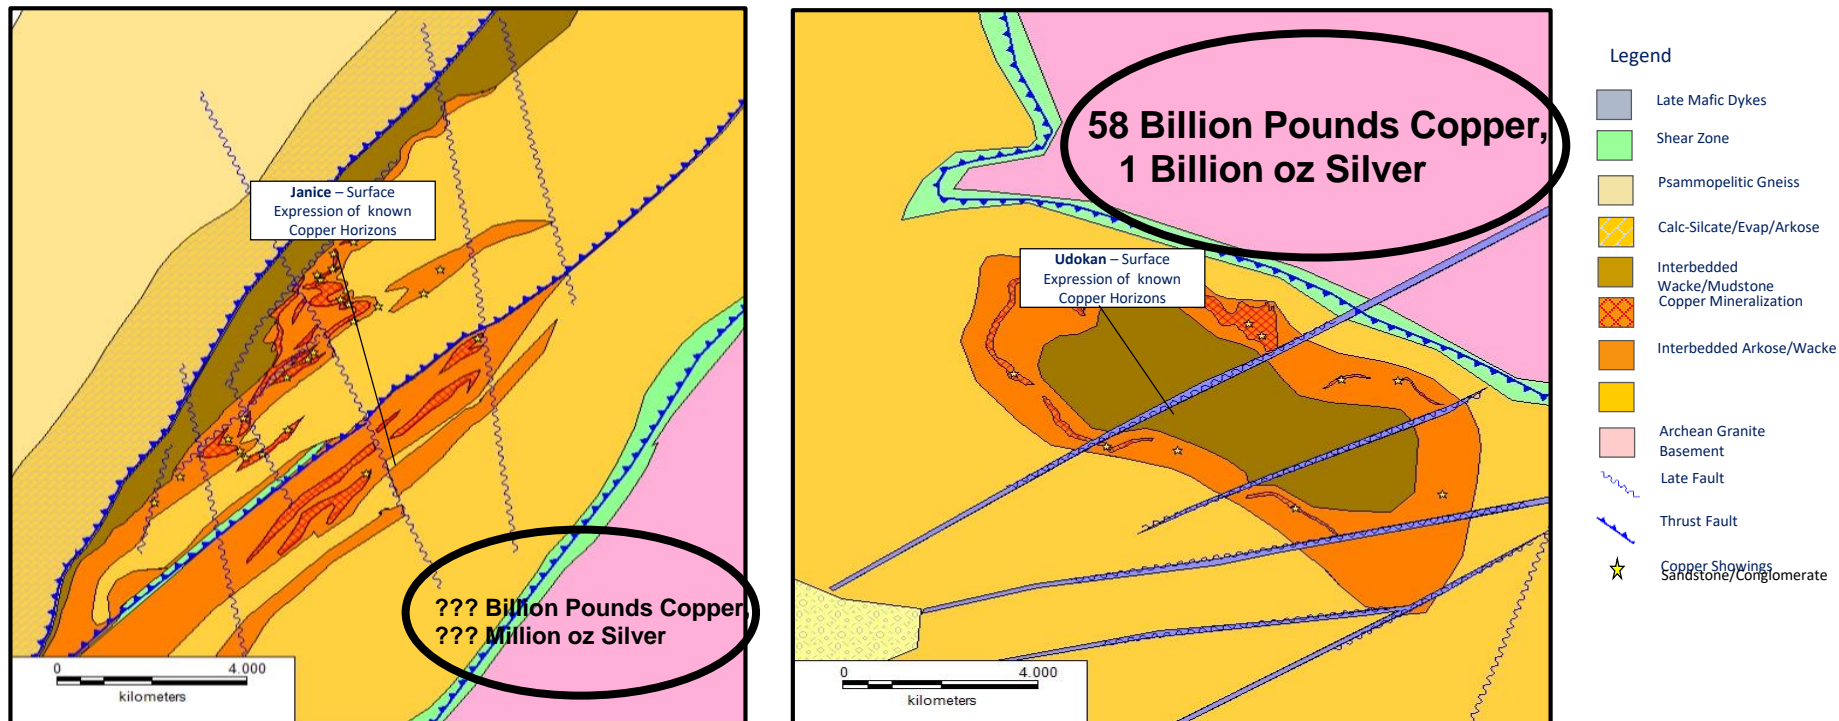 Janice – Surface
Expression of known
Copper Horizons
??? Billion Pounds Copper,
??? Million oz Silver
0 4.000
kilometers
58 Billion Pounds Copper,
1 Billion oz Silver
Udokan – Surface
Expression of known
Copper Horizons
0 4.000
kilometers
Legend
Late Mafic Dykes
Shear Zone
Psammopelitic Gneiss
Calc-Silcate/Evap/Arkose
Interbedded
Wacke/Mudstone
Copper Mineralization
Interbedded Arkose/Wacke
Archean Granite
Basement
Late Fault
Thrust Fault
Copper Showings
Sandstone/Conglomerate